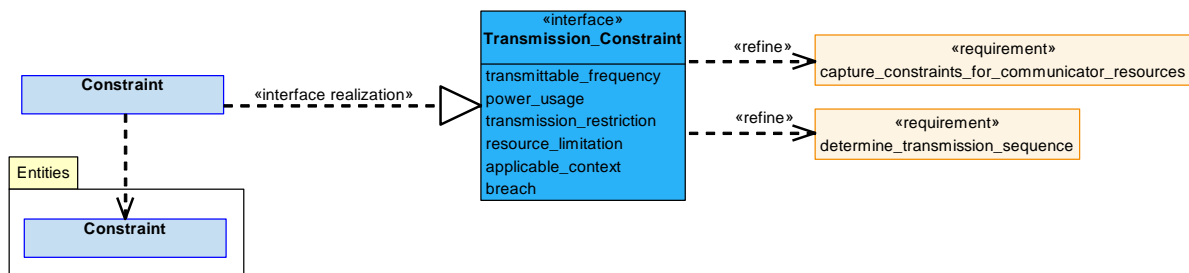 «interface»
Transmission_Constraint
transmittable_frequency
power_usage
transmission_restriction
resource_limitation
applicable_context
breach
Constraint
«interface realization»
Entities
Constraint
«refine»
«requirement»
capture_constraints_for_communicator_resources
«refine»
«requirement»
determine_transmission_sequence